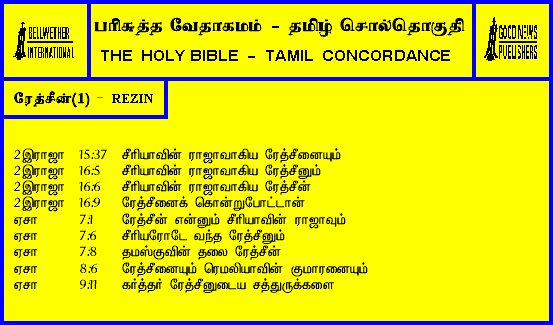 BELLWETHER
INTERNATIONAL
பரிசுத்த வேதாகமம் - தமிழ் சொல்தொகுதி
THE HOLY BIBLE - TAMIL CONCORDANCE
GOOD NEWS
PUBLISHERS
ரேத்சீன்(1) - REZIN
2இராஜா 15:37 சீரியாவின் ராஜாவாகிய ரேத்சீனையும்
2இராஜா 16:5 சீரியாவின் ராஜாவாகிய ரேத்சீனும்
2இராஜா 16:6 சீரியாவின் ராஜாவாகிய ரேத்சீன்
2இராஜா 16:9 ரேத்சீனைக் கொன்றுபோட்டான்
ஏசா 7:1 ரேத்சீன் என்னும் சீரியாவின் ராஜாவும்
ஏசா 7:6 சீரியரோடே வந்த ரேத்சீனும்
ஏசா 7:8 தமஸ்குவின் தலை ரேத்சீன்
ஏசா 8:6 ரேத்சீனையும் ரெமலியாவின் குமாரனையும்
ஏசா 9:11 கர்த்தர் ரேத்சீனுடைய சத்துருக்களை